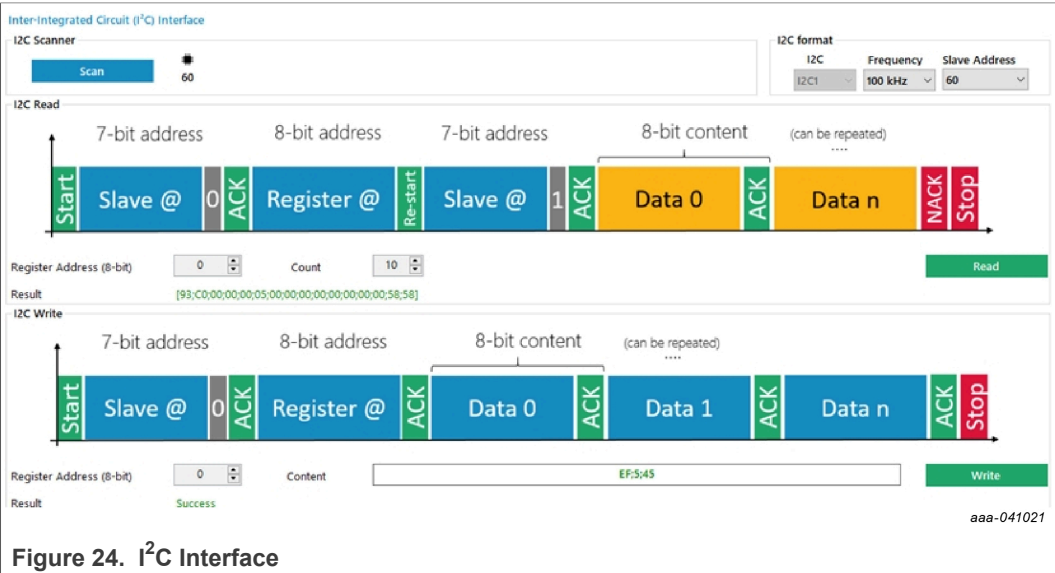 Inter-Integrated Circuit (I²C) Interface
I2C Scanner
I2C format
Scan
60
I2C Frequency Slave Address
I2C1 100 kHz 60
I2C Read
7-bit address 8-bit address 7-bit address 8-bit content (can be repeated)
....
Start Slave @ 0 ACK Register @ Re-start Slave @ 1 ACK Data 0 ACK Data n NACK Stop
Register Address (8-bit) 0 Count 10 Read
Result [93;C0;00;00;00;05;00;00;00;00;00;00;00;00;58;58]
I2C Write
7-bit address 8-bit address 8-bit content (can be repeated)
....
Start Slave @ 0 ACK Register @ ACK Data 0 ACK Data 1 ACK Data n ACK Stop
Register Address (8-bit) 0 Content EF;5;45 Write
Result Success
aaa-041021
Figure 24. I²C Interface